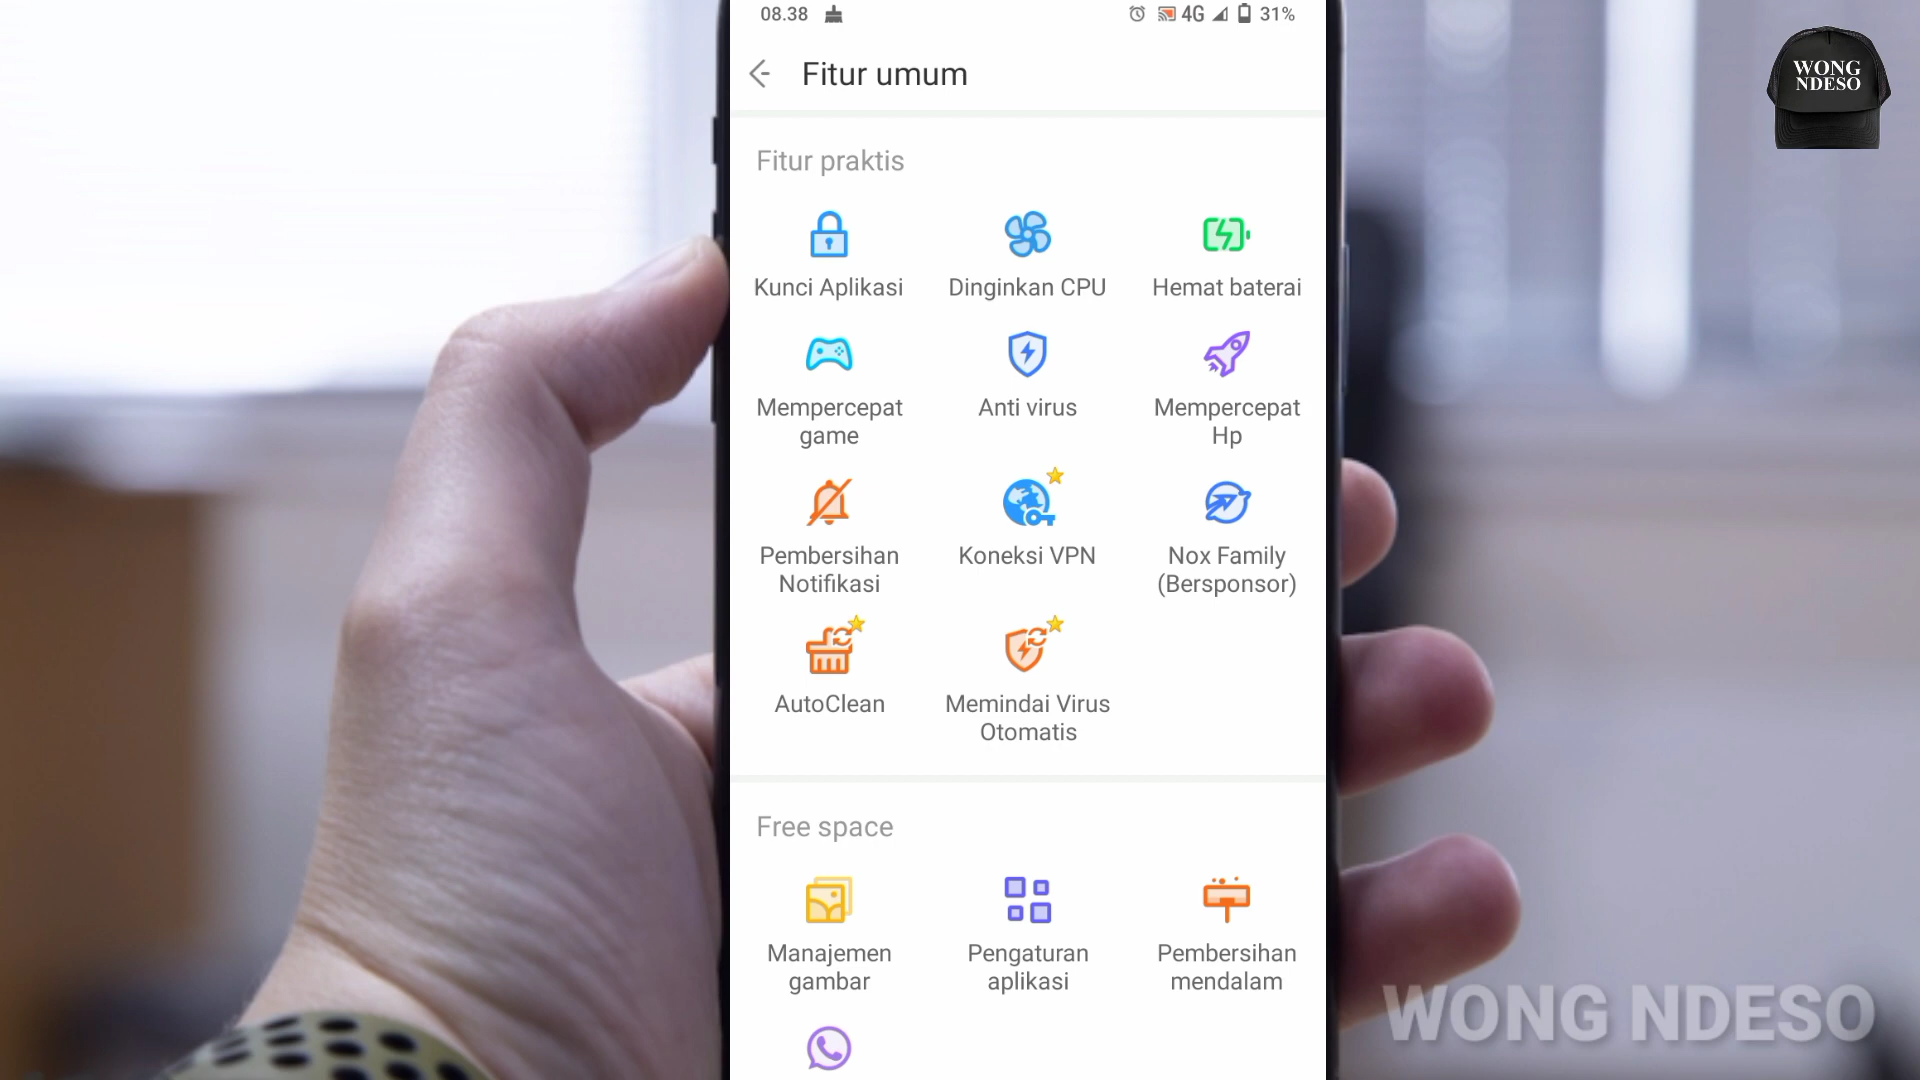 08.38
4G
31%
WONG
NDESO
Fitur umum
Fitur praktis
Kunci Aplikasi
Dinginkan CPU
Hemat baterai
Mempercepat
game
Anti virus
Mempercepat
Hp
Pembersihan
Notifikasi
Koneksi VPN
Nox Family
(Bersponsor)
AutoClean
Memindai Virus
Otomatis
Free space
Manajemen
gambar
Pengaturan
aplikasi
Pembersihan
mendalam
WONG NDESO